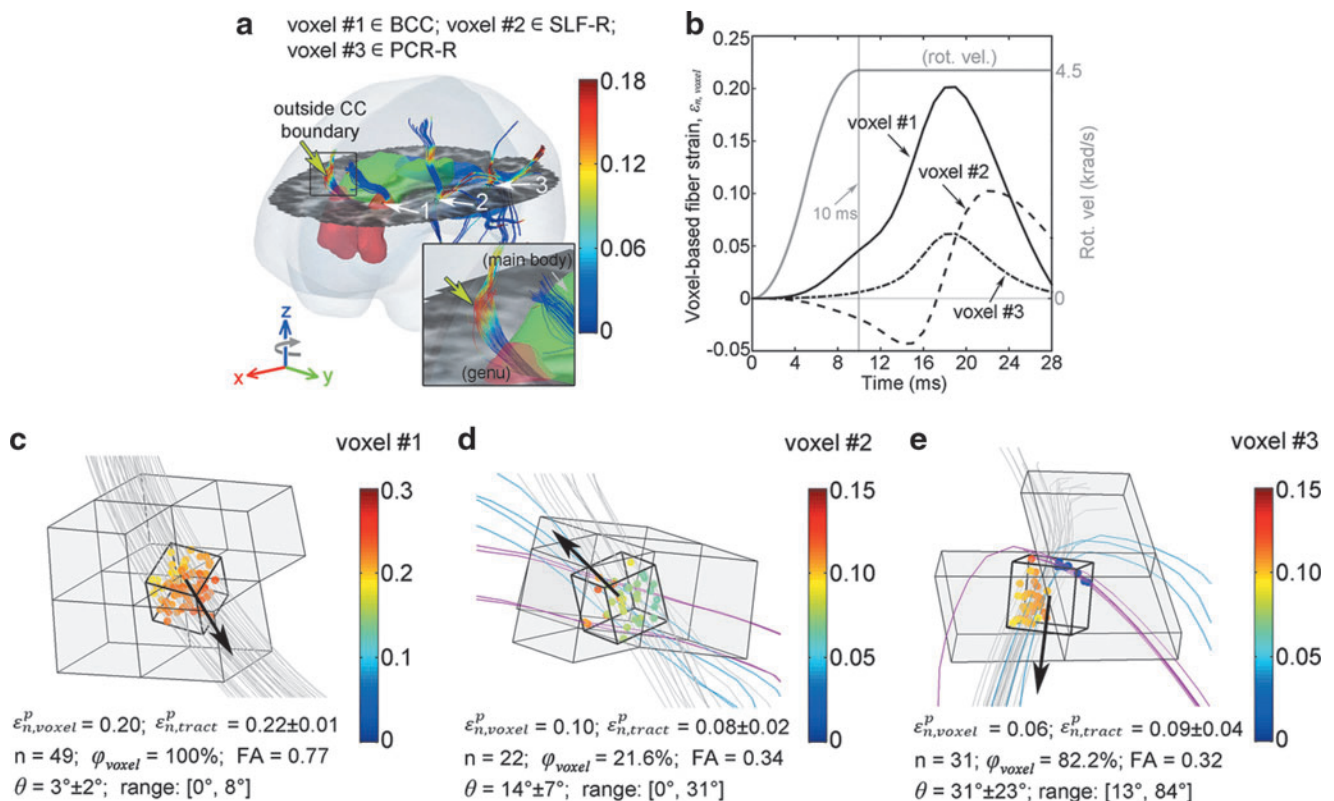 a
voxel #1 ∈ BCC; voxel #2 ∈ SLF-R;
voxel #3 ∈ PCR-R
outside CC
boundary
0.18
0.12
0.06
0
1
2
3
(main body)
(genu)
z
x
y
b
Voxel-based fiber strain, εn, voxel
0.25
0.20
0.15
0.10
0.05
0
-0.05
(rot. vel.)
4.5
0
Rot. vel (krad/s)
voxel #1
voxel #2
voxel #3
10 ms
0 4 8 12 16 20 24 28
Time (ms)
c
voxel #1
0.3
0.2
0.1
0
ε^p_n,voxel = 0.20; ε^p_n,tract = 0.22±0.01
n = 49; φvoxel = 100%; FA = 0.77
θ = 3°±2°; range: [0°, 8°]
d
voxel #2
0.15
0.10
0.05
0
ε^p_n,voxel = 0.10; ε^p_n,tract = 0.08±0.02
n = 22; φvoxel = 21.6%; FA = 0.34
θ = 14°±7°; range: [0°, 31°]
e
voxel #3
0.15
0.10
0.05
0
ε^p_n,voxel = 0.06; ε^p_n,tract = 0.09±0.04
n = 31; φvoxel = 82.2%; FA = 0.32
θ = 31°±23°; range: [13°, 84°]